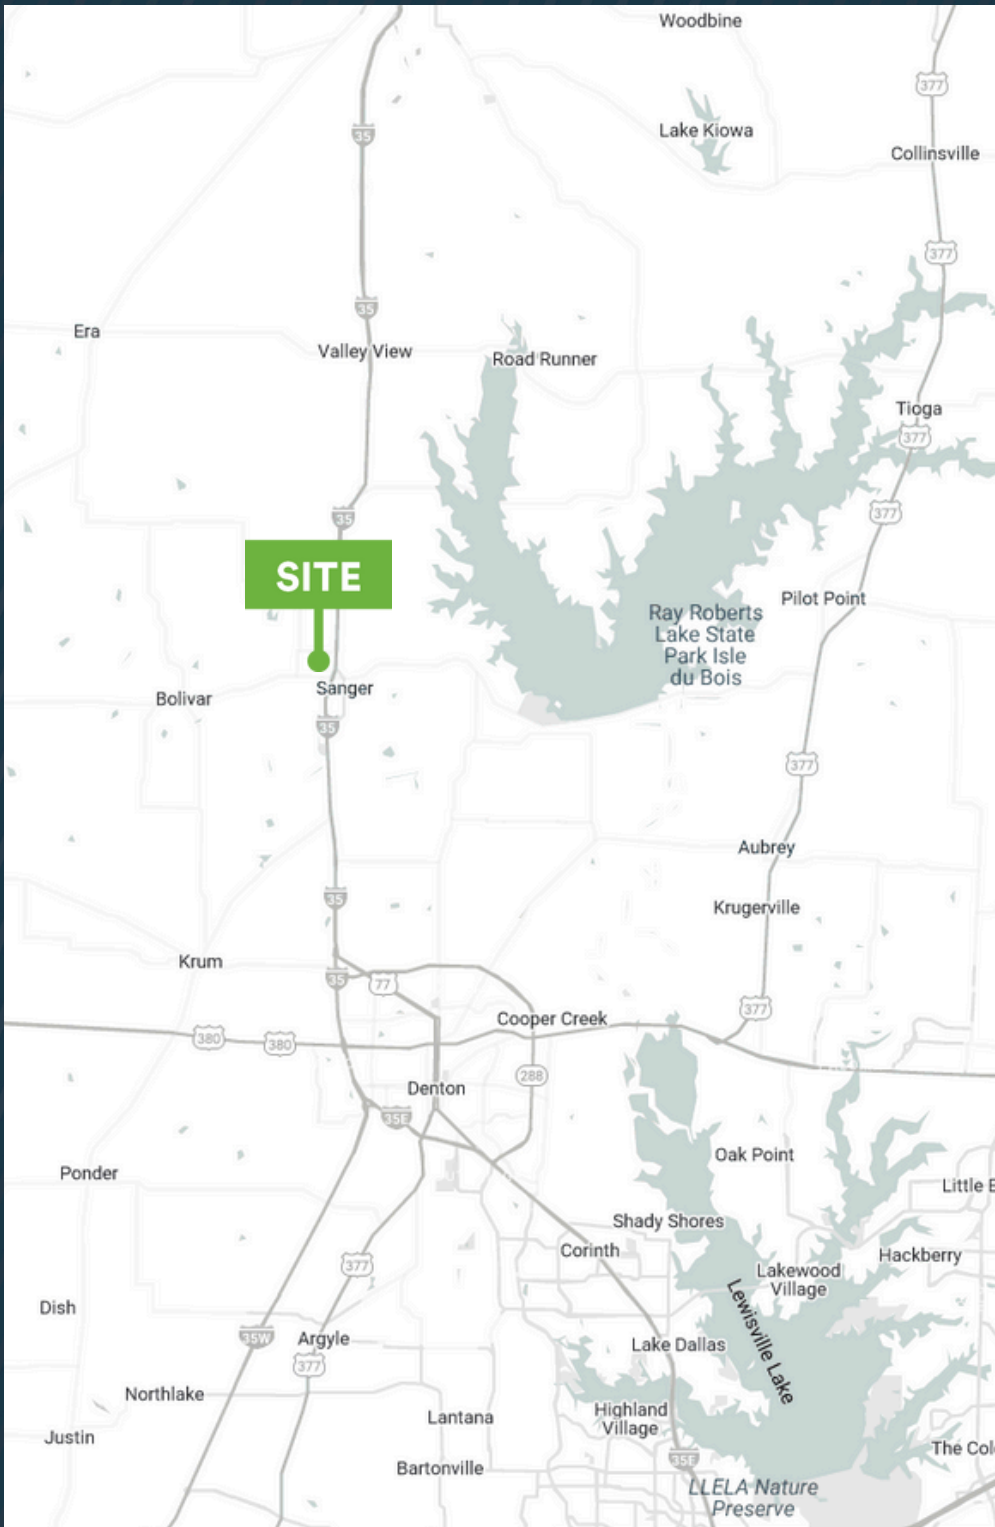 Woodbine
377
Lake Kiowa
35
Collinsville
377
35
Era
Valley View
Road Runner
Tioga
377
377
35
SITE
Pilot Point
Ray Roberts
Lake State
Park Isle
du Bois
Sanger
Bolivar
35
377
Aubrey
35
Krugerville
Krum
35
77
377
Cooper Creek
380
380
288
Denton
35E
Oak Point
Ponder
Little E
Shady Shores
Corinth
Hackberry
377
Lakewood
Village
Dish
Lewisville Lake
35W
Argyle
Lake Dallas
377
Northlake
Highland
Village
Lantana
Justin
The Col
35E
Bartonville
LLELA Nature
Preserve